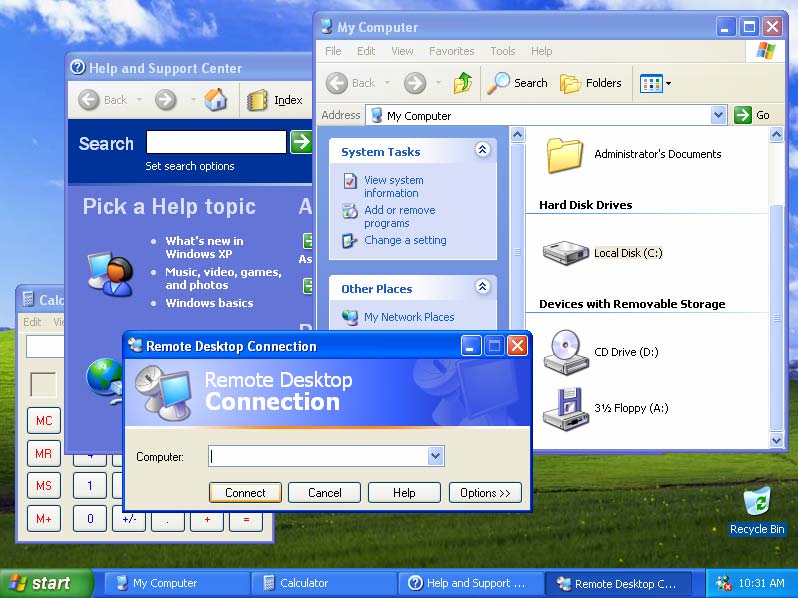 My Computer
File Edit View Favorites Tools Help
Back Search Folders
Address My Computer Go
System Tasks
View system
information
Add or remove
programs
Change a setting
Other Places
My Network Places
Administrator's Documents
Hard Disk Drives
Local Disk (C:)
Devices with Removable Storage
CD Drive (D:)
3½ Floppy (A:)
Help and Support Center
Back Index
Search
Set search options
Pick a Help topic
A
As
What's new in
Windows XP
Music, video, games,
and photos
Windows basics
Calc
Edit Vi
MC
MR 4
MS 1
M+ 0 +/- . + =
Remote Desktop Connection
Remote Desktop
Connection
Computer:
Connect Cancel Help Options >>
Recycle Bin
start My Computer Calculator Help and Support ... Remote Desktop C... 10:31 AM